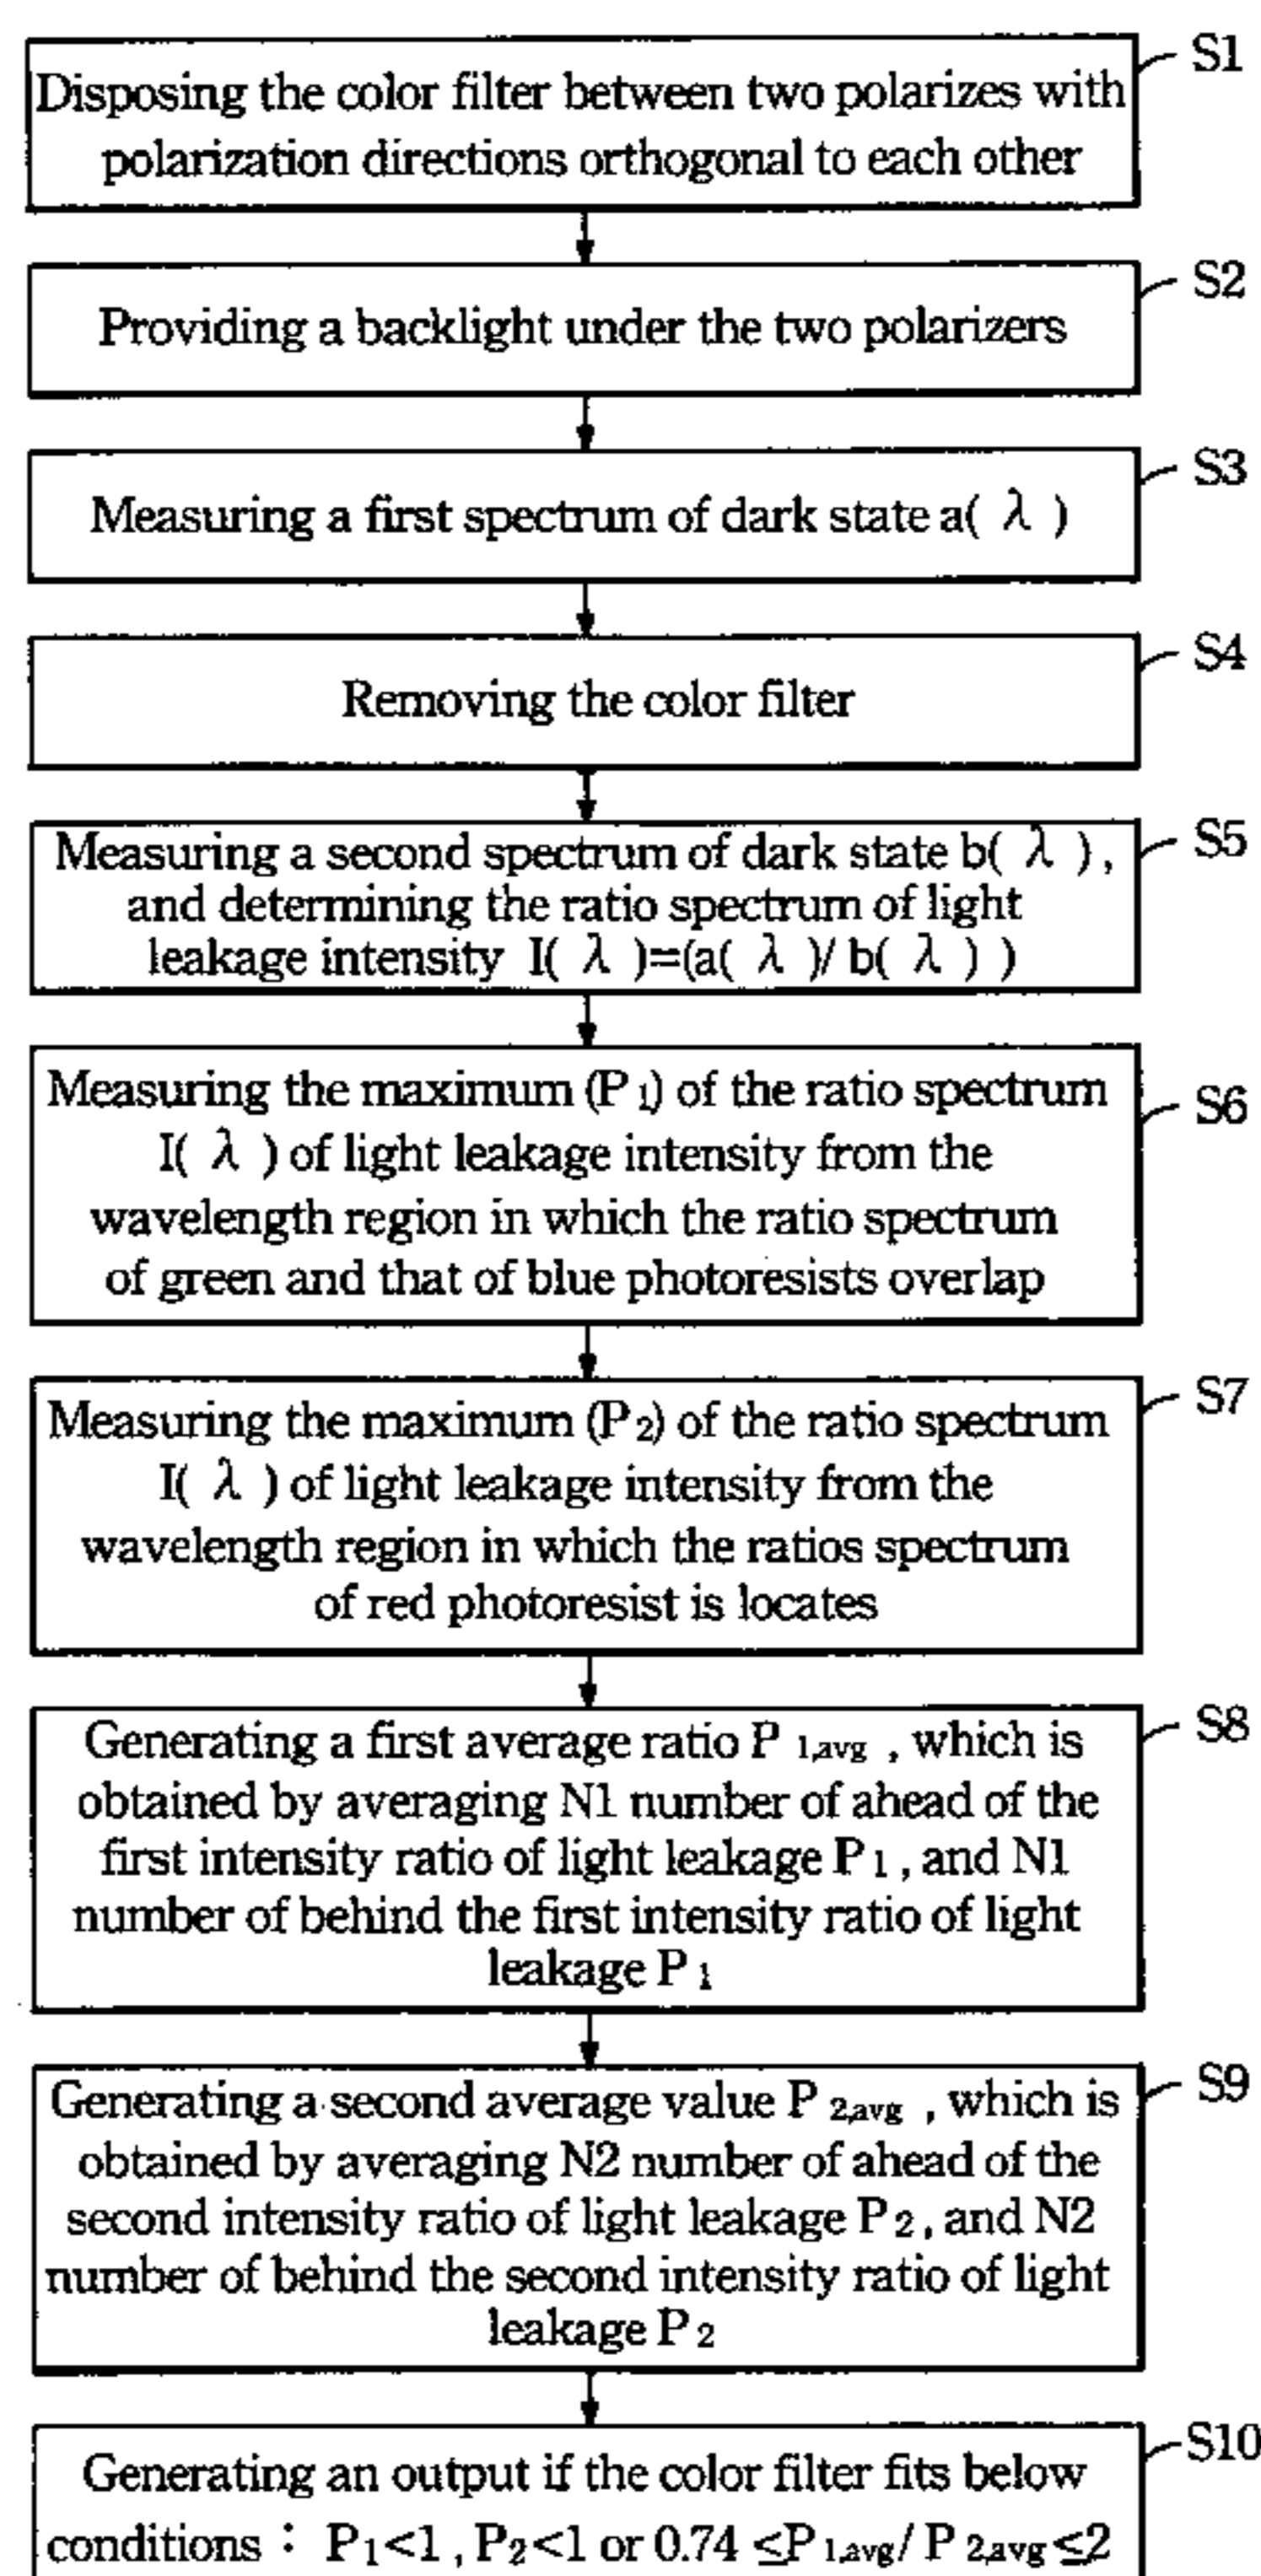 S1
Disposing the color filter between two polarizes with
polarization directions orthogonal to each other
S2
Providing a backlight under the two polarizers
S3
Measuring a first spectrum of dark state a( λ )
S4
Removing the color filter
S5
Measuring a second spectrum of dark state b( λ ),
and determining the ratio spectrum of light
leakage intensity I( λ )=(a( λ )/ b( λ ) )
S6
Measuring the maximum (P 1) of the ratio spectrum
I( λ ) of light leakage intensity from the
wavelength region in which the ratio spectrum
of green and that of blue photoresists overlap
S7
Measuring the maximum (P 2) of the ratio spectrum
I( λ ) of light leakage intensity from the
wavelength region in which the ratios spectrum
of red photoresist is locates
S8
Generating a first average ratio P 1,avg , which is
obtained by averaging N1 number of ahead of the
first intensity ratio of light leakage P 1 , and N1
number of behind the first intensity ratio of light
leakage P 1
S9
Generating a second average value P 2,avg , which is
obtained by averaging N2 number of ahead of the
second intensity ratio of light leakage P 2 , and N2
number of behind the second intensity ratio of light
leakage P 2
S10
Generating an output if the color filter fits below
conditions : P1<1 , P2<1 or 0.74 ≤P 1,avg/ P 2,avg≤2